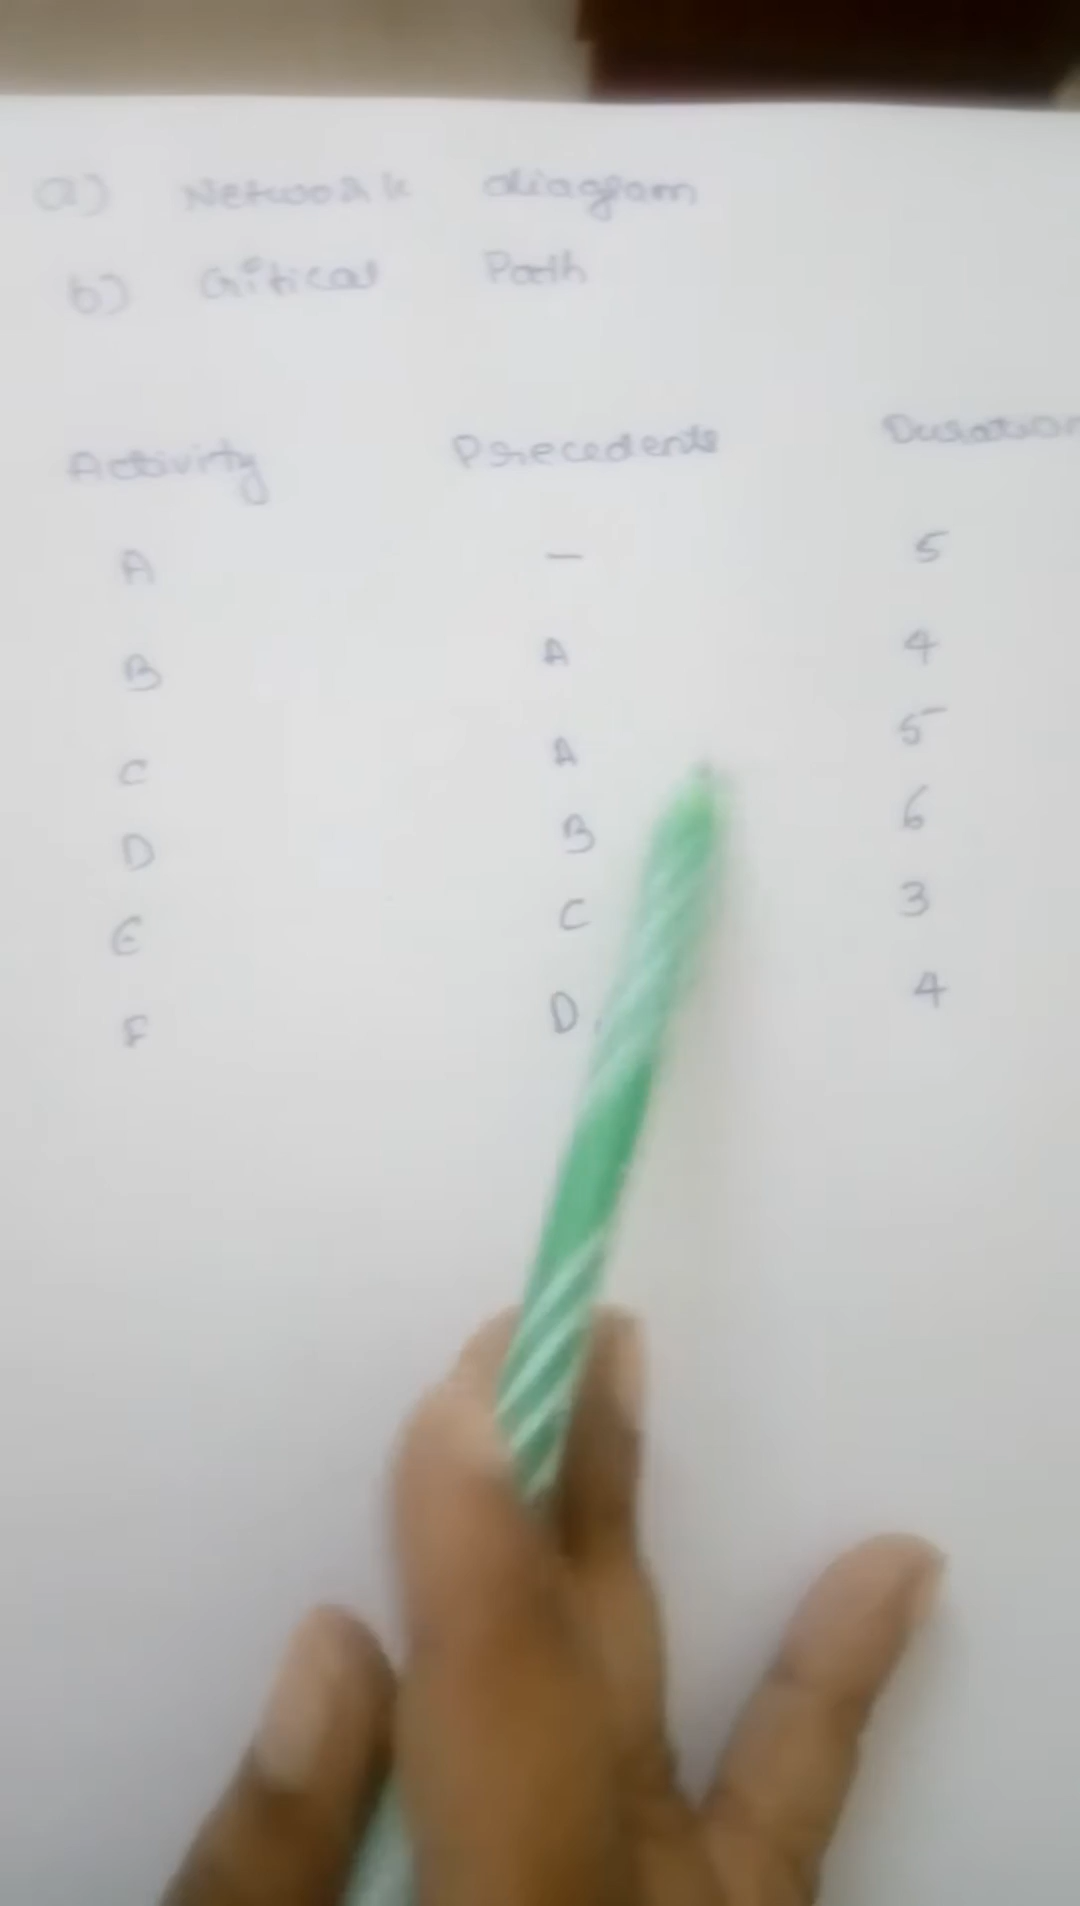 a) Network diagram
b) Critical Path
Activity Precedents Duration
A - 5
B A 4
C A 5
D B 6
E C 3
F D, 4